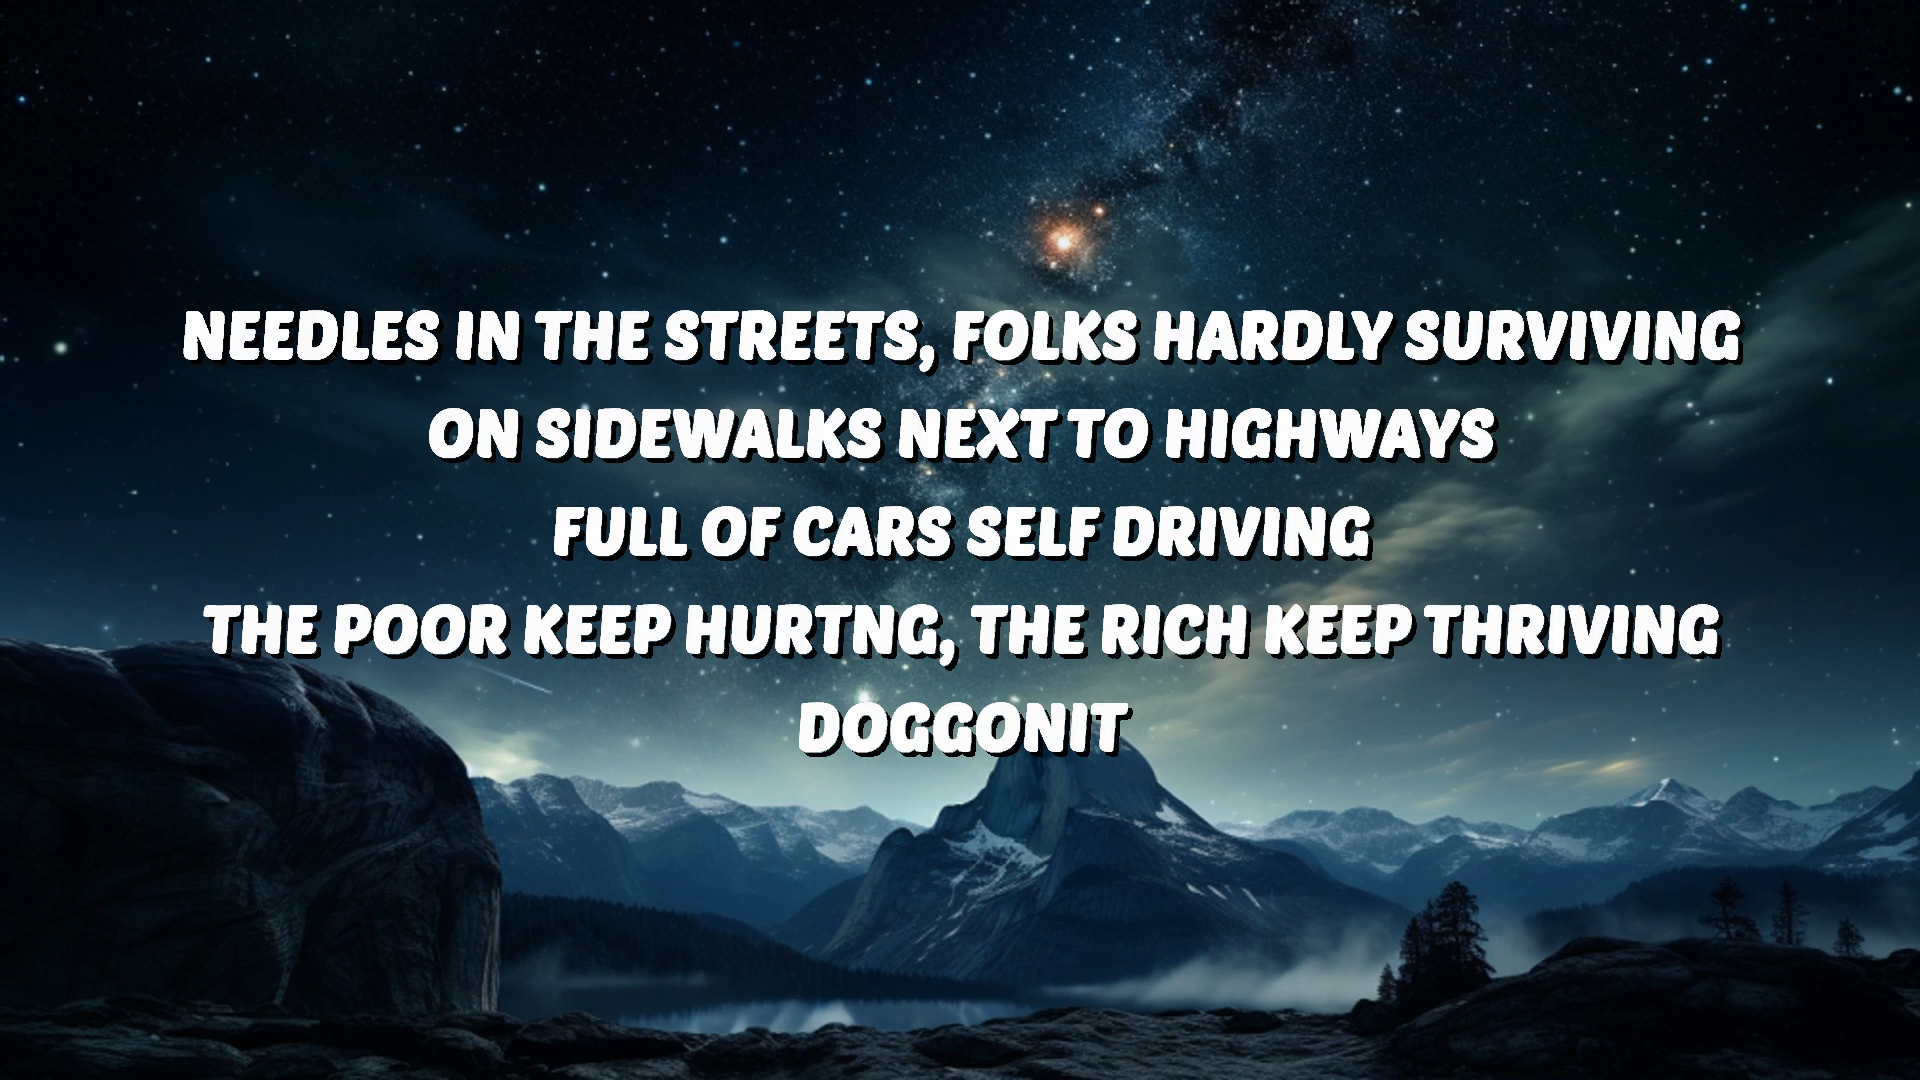 NEEDLES IN THE STREETS, FOLKS HARDLY SURVIVING
ON SIDEWALKS NEXT TO HIGHWAYS
FULL OF CARS SELF DRIVING
THE POOR KEEP HURTNG, THE RICH KEEP THRIVING
DOGGONIT